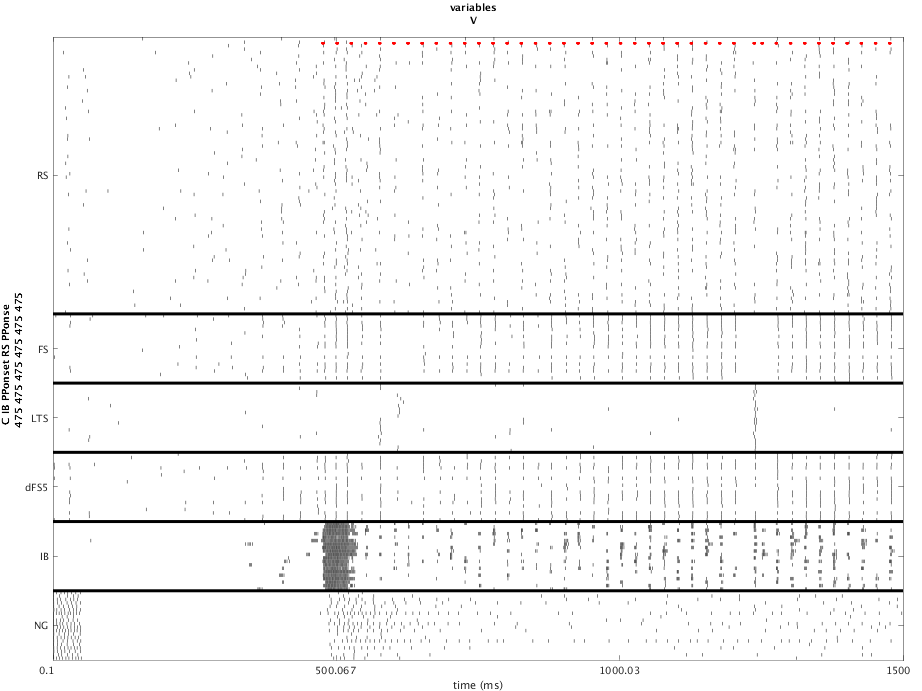 variables
V
C IB PPonset RS PPonse
475 475 475 475 475 475
RS
FS
LTS
dFS5
IB
NG
0.1
500.067
1000.03
1500
time (ms)